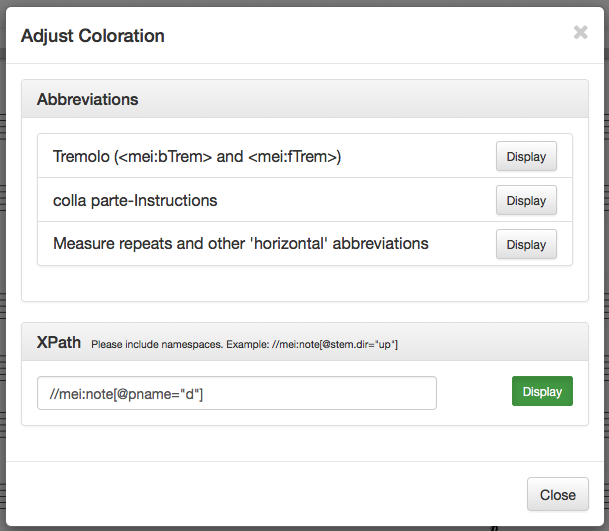 Adjust Coloration ×
Abbreviations
Tremolo (<mei:bTrem> and <mei:fTrem>) Display
colla parte-Instructions Display
Measure repeats and other 'horizontal' abbreviations Display
XPath Please include namespaces. Example: //mei:note[@stem.dir="up"]
//mei:note[@pname="d"] Display
Close